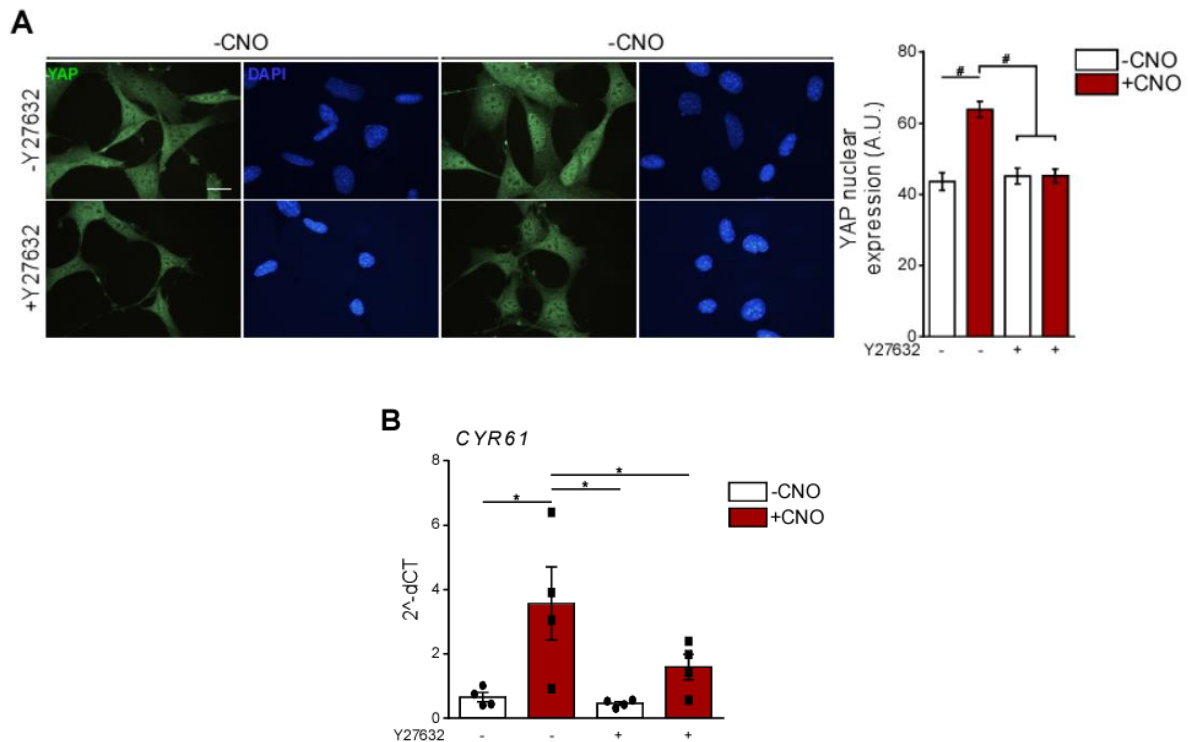 A
-CNO
-CNO
YAP
DAPI
-Y27632
+Y27632
YAP nuclear
expression (A.U.)
80
60
40
20
0
#
#
-CNO
+CNO
Y27632 - - + +
B
CYR61
2^-dCT
8
6
4
2
0
*
*
*
-CNO
+CNO
Y27632 - - + +